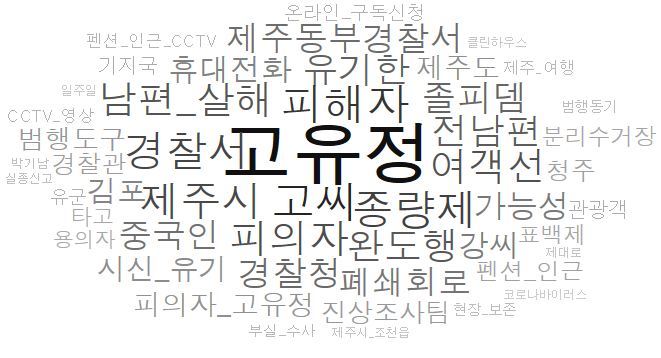 온라인_구독신청
펜션_인근_CCTV 제주동부경찰서 클린하우스
기지국 휴대전화 유기한 제주도 제주_여행
일주일 남편_살해 피해자 졸피뎀 범행동기
CCTV_영상 전남편
범행도구 경찰서 고유정 분리수거장
박기남 경찰관 여객선 청주
실종신고
유군 김포 제주시 고씨 종량제 가능성 관광객
타고
용의자 중국인 피의자 완도행 강씨 표백제
제대로
시신_유기 경찰청 폐쇄회로 펜션_인근
코로나바이러스
피의자_고유정 진상조사팀 현장_보존
부실_수사 제주시_조천읍